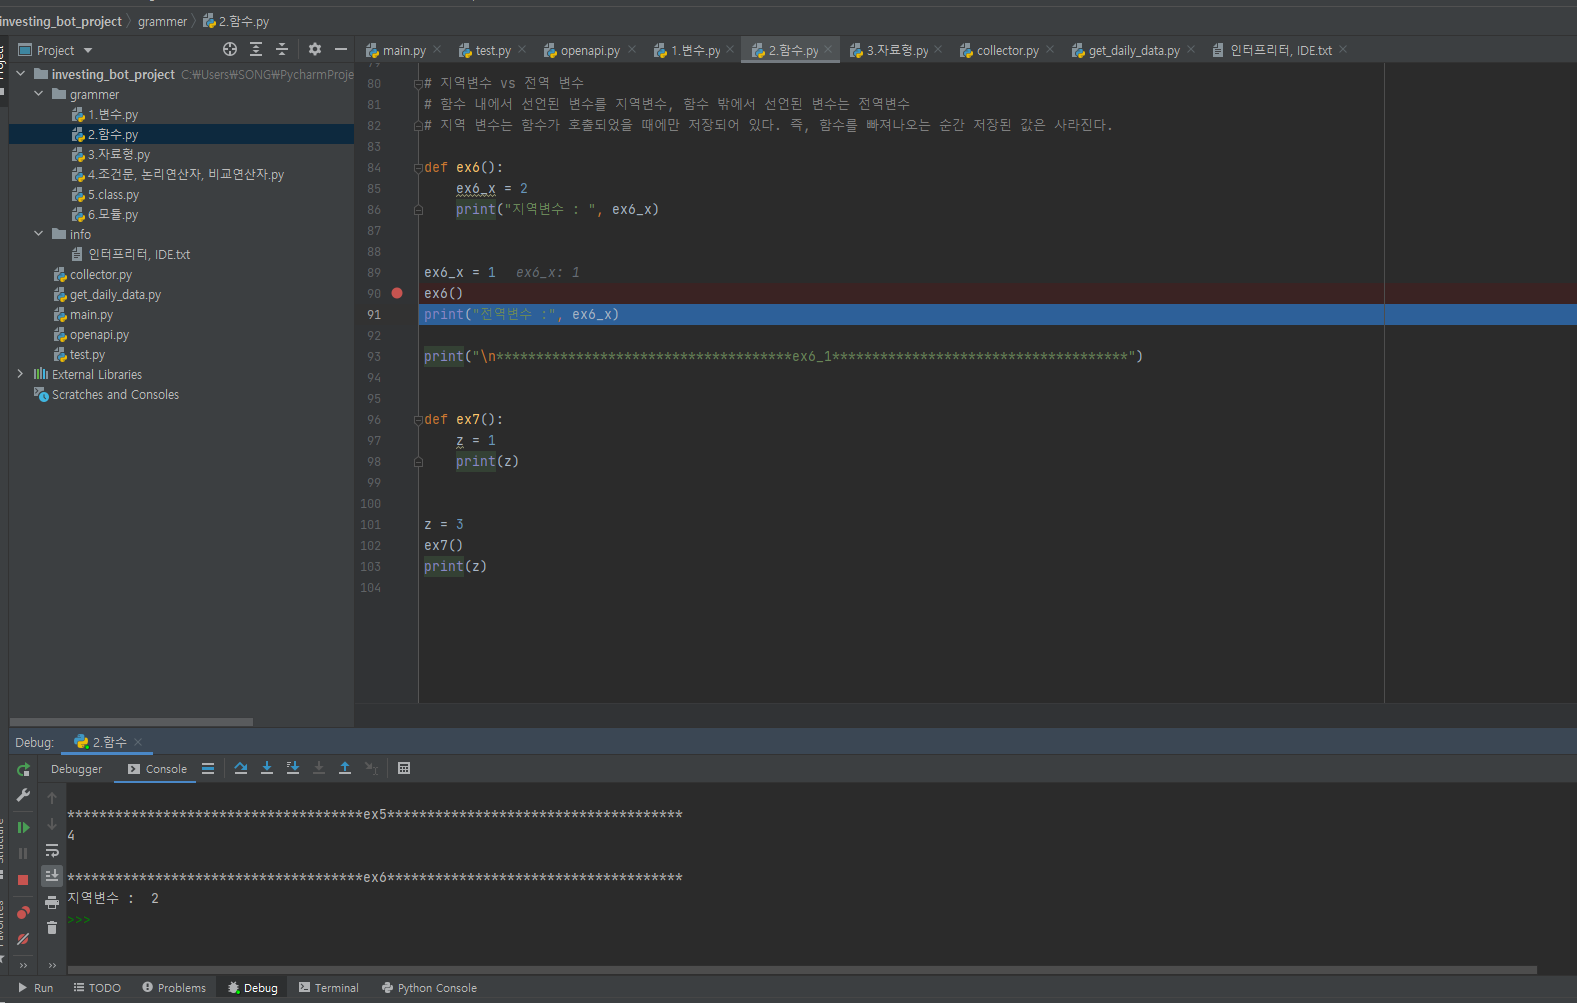 investing_bot_project 〉 grammer 〉 2.함수.py
Project
main.py test.py openapi.py 1.변수.py 2.함수.py 3.자료형.py collector.py get_daily_data.py 인터프리터, IDE.txt
investing_bot_project C:₩Users₩SONG₩PycharmProje
grammer
1.변수.py
2.함수.py
3.자료형.py
4.조건문, 논리연산자, 비교연산자.py
5.class.py
6.모듈.py
info
인터프리터, IDE.txt
collector.py
get_daily_data.py
main.py
openapi.py
test.py
External Libraries
Scratches and Consoles
80 # 지역변수 vs 전역 변수
81 # 함수 내에서 선언된 변수를 지역변수, 함수 밖에서 선언된 변수는 전역변수
82 # 지역 변수는 함수가 호출되었을 때에만 저장되어 있다. 즉, 함수를 빠져나오는 순간 저장된 값은 사라진다.
83
84 def ex6():
85 ex6_x = 2
86 print("지역변수 : ", ex6_x)
87
88
89 ex6_x = 1 ex6_x: 1
90 ex6()
91 print("전역변수 :", ex6_x)
92
93 print("\n*************************************ex6_1*************************************")
94
95
96 def ex7():
97 z = 1
98 print(z)
99
100
101 z = 3
102 ex7()
103 print(z)
104
Debug: 2.함수
Debugger Console
*************************************ex5*************************************
4
*************************************ex6*************************************
지역변수 :  2
>>>
Run TODO Problems Debug Terminal Python Console